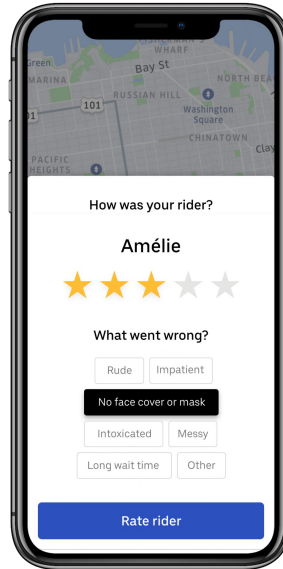 FISHERMAN'S
WHARF
Bay St
Green
MARINA
NORTH BEA
RUSSIAN HILL
101
Washington
Square
CHINATOWN
Clay
PACIFIC
HEIGHTS
How was your rider?
Amélie
What went wrong?
Rude Impatient
No face cover or mask
Intoxicated Messy
Long wait time Other
Rate rider